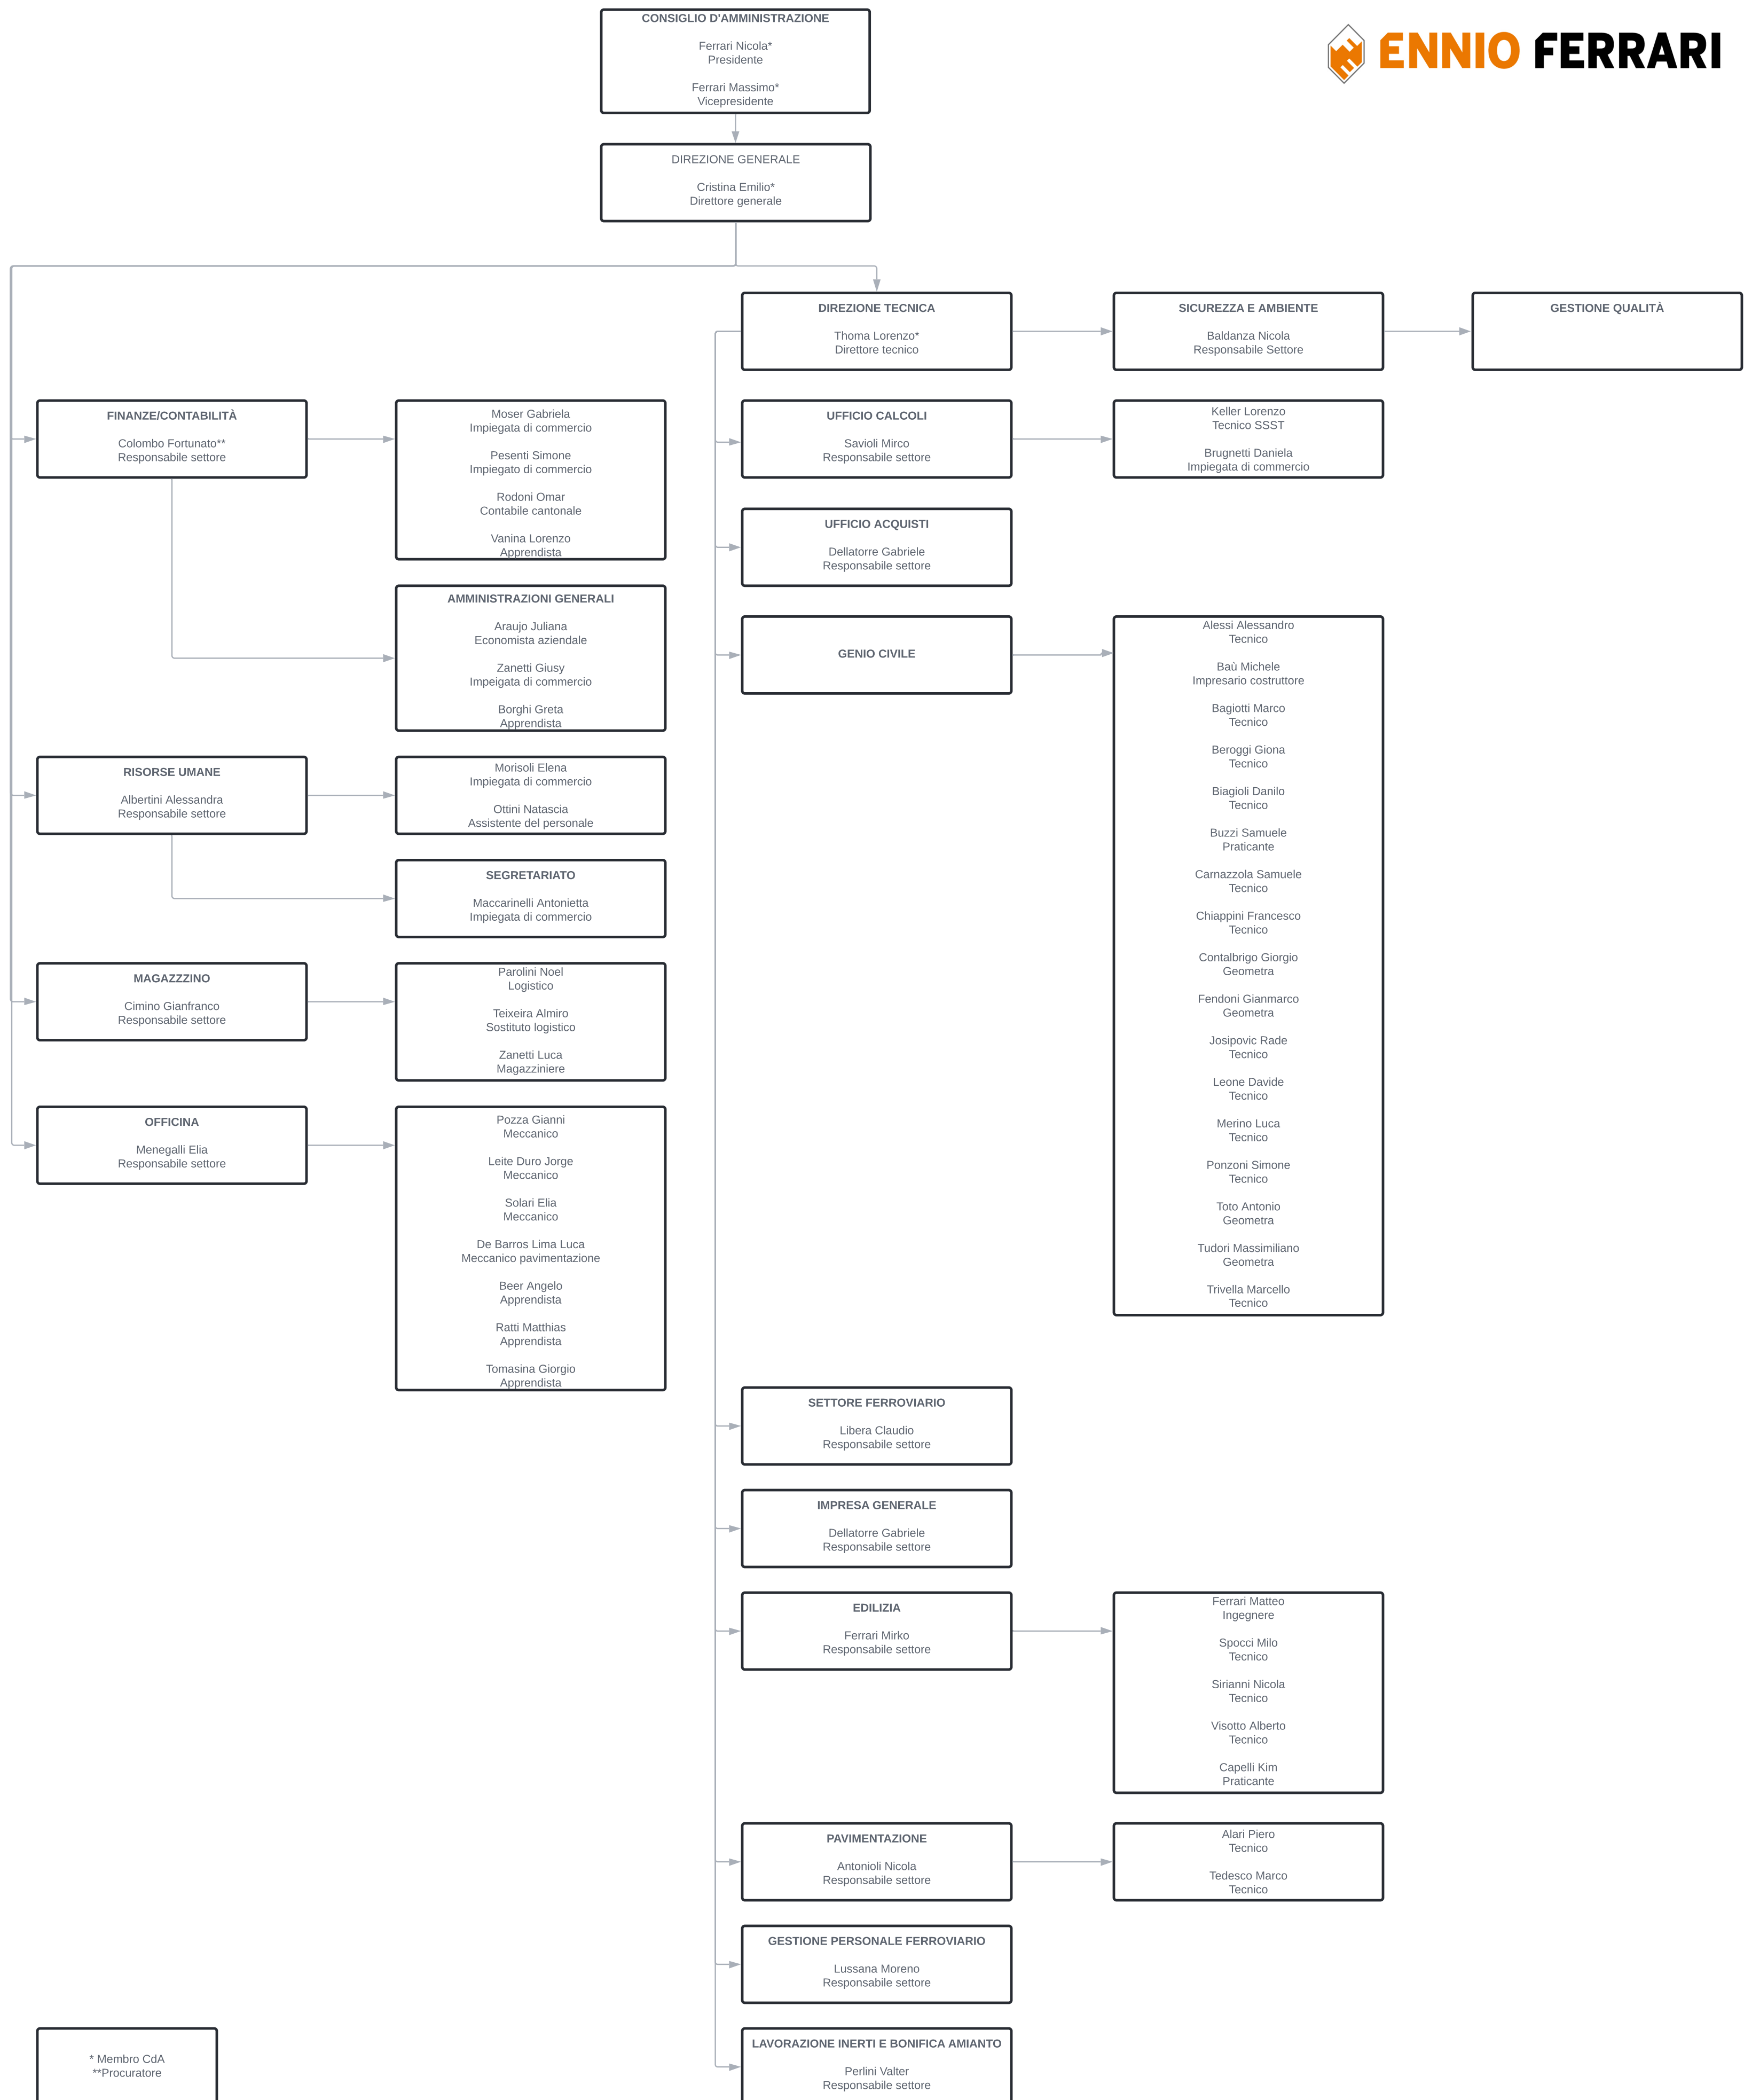 CONSIGLIO D'AMMINISTRAZIONE
Ferrari Nicola*
Presidente
Ferrari Massimo*
Vicepresidente
ENNIO FERRARI
DIREZIONE GENERALE
Cristina Emilio*
Direttore generale
DIREZIONE TECNICA
Thoma Lorenzo*
Direttore tecnico
SICUREZZA E AMBIENTE
Baldanza Nicola
Responsabile Settore
GESTIONE QUALITÀ
FINANZE/CONTABILITÀ
Colombo Fortunato**
Responsabile settore
Moser Gabriela
Impiegata di commercio
Pesenti Simone
Impiegato di commercio
Rodoni Omar
Contabile cantonale
Vanina Lorenzo
Apprendista
AMMINISTRAZIONI GENERALI
Araujo Juliana
Economista aziendale
Zanetti Giusy
Impeigata di commercio
Borghi Greta
Apprendista
RISORSE UMANE
Albertini Alessandra
Responsabile settore
Morisoli Elena
Impiegata di commercio
Ottini Natascia
Assistente del personale
SEGRETARIATO
Maccarinelli Antonietta
Impiegata di commercio
MAGAZZZINO
Cimino Gianfranco
Responsabile settore
Parolini Noel
Logistico
Teixeira Almiro
Sostituto logistico
Zanetti Luca
Magazziniere
OFFICINA
Menegalli Elia
Responsabile settore
Pozza Gianni
Meccanico
Leite Duro Jorge
Meccanico
Solari Elia
Meccanico
De Barros Lima Luca
Meccanico pavimentazione
Beer Angelo
Apprendista
Ratti Matthias
Apprendista
Tomasina Giorgio
Apprendista
UFFICIO CALCOLI
Savioli Mirco
Responsabile settore
Keller Lorenzo
Tecnico SSST
Brugnetti Daniela
Impiegata di commercio
UFFICIO ACQUISTI
Dellatorre Gabriele
Responsabile settore
GENIO CIVILE
Alessi Alessandro
Tecnico
Baù Michele
Impresario costruttore
Bagiotti Marco
Tecnico
Beroggi Giona
Tecnico
Biagioli Danilo
Tecnico
Buzzi Samuele
Praticante
Carnazzola Samuele
Tecnico
Chiappini Francesco
Tecnico
Contalbrigo Giorgio
Geometra
Fendoni Gianmarco
Geometra
Josipovic Rade
Tecnico
Leone Davide
Tecnico
Merino Luca
Tecnico
Ponzoni Simone
Tecnico
Toto Antonio
Geometra
Tudori Massimiliano
Geometra
Trivella Marcello
Tecnico
SETTORE FERROVIARIO
Libera Claudio
Responsabile settore
IMPRESA GENERALE
Dellatorre Gabriele
Responsabile settore
EDILIZIA
Ferrari Mirko
Responsabile settore
Ferrari Matteo
Ingegnere
Spocci Milo
Tecnico
Sirianni Nicola
Tecnico
Visotto Alberto
Tecnico
Capelli Kim
Praticante
PAVIMENTAZIONE
Antonioli Nicola
Responsabile settore
Alari Piero
Tecnico
Tedesco Marco
Tecnico
GESTIONE PERSONALE FERROVIARIO
Lussana Moreno
Responsabile settore
LAVORAZIONE INERTI E BONIFICA AMIANTO
Perlini Valter
Responsabile settore
* Membro CdA
**Procuratore